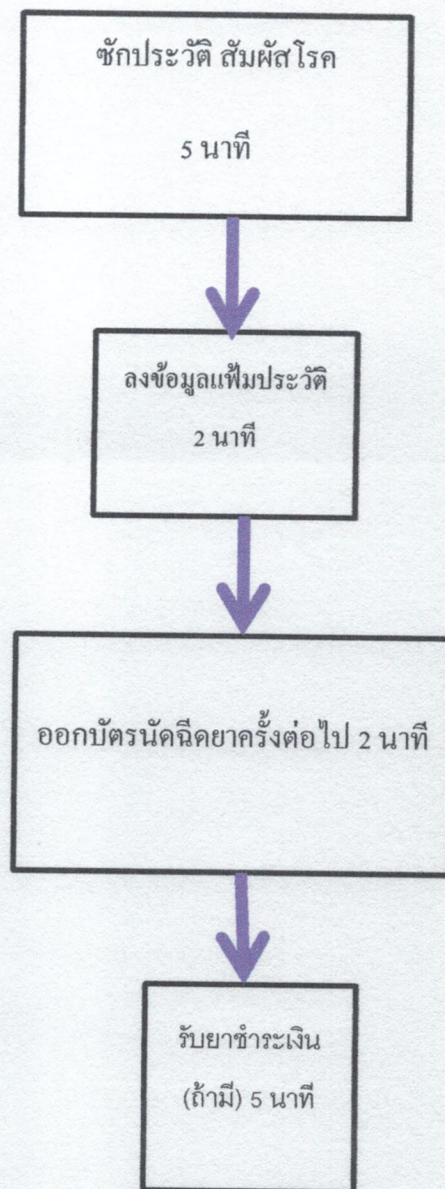 ซักประวัติ สัมผัสโรค
5 นาที
ลงข้อมูลแฟ้มประวัติ
2 นาที
ออกบัตรนัดฉีดยาครั้งต่อไป 2 นาที
รับยาชำระเงิน
(ถ้ามี) 5 นาที